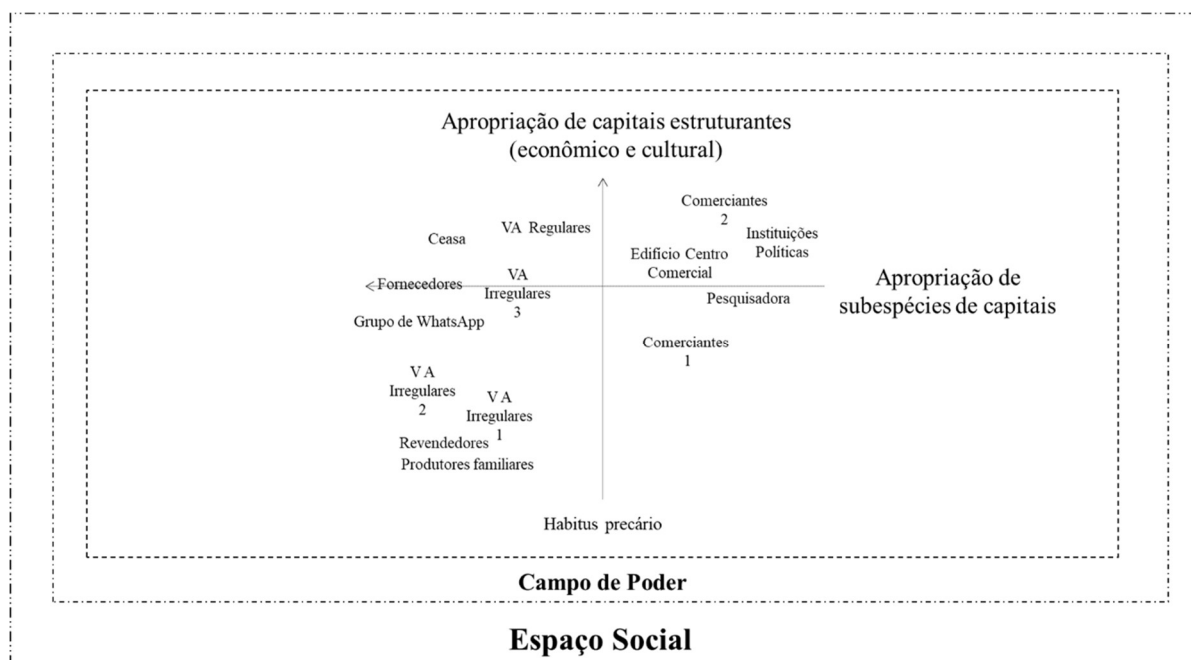 Apropriação de capitais estruturantes
(econômico e cultural)
Comerciantes
2
VA Regulares
Instituições
Políticas
Ceasa
Edifício Centro
Comercial
VA
Irregulares
3
Fornecedores
Apropriação de
subespécies de capitais
Pesquisadora
Grupo de WhatsApp
Comerciantes
1
V A
Irregulares
2
V A
Irregulares
1
Revendedores
Produtores familiares
Habitus precário
Campo de Poder
Espaço Social